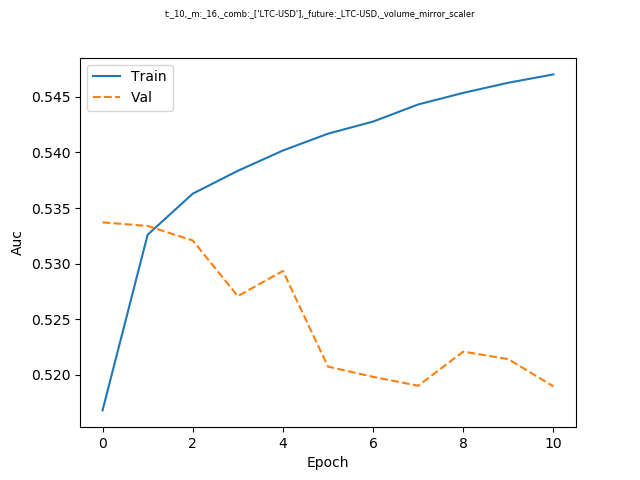 t:_10,_m:_16,_comb:_['LTC-USD'],_future:_LTC-USD,_volume_mirror_scaler
Train
Val
0.545
0.540
0.535
0.530
0.525
0.520
Auc
0 2 4 6 8 10
Epoch